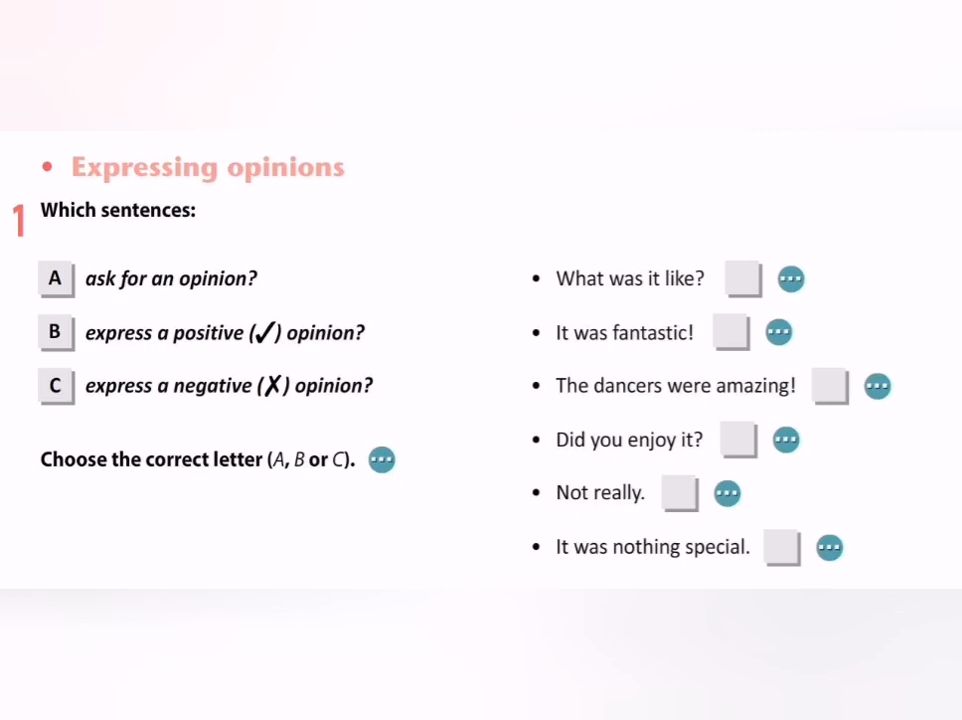 • Expressing opinions
1 Which sentences:
A ask for an opinion?
B express a positive (✓) opinion?
C express a negative (✗) opinion?
Choose the correct letter (A, B or C).
• What was it like?
• It was fantastic!
• The dancers were amazing!
• Did you enjoy it?
• Not really.
• It was nothing special.